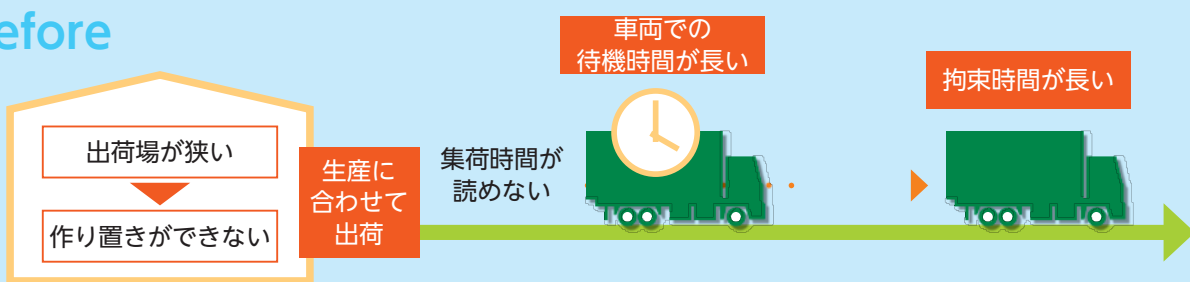 efore
出荷場が狭い
作り置きができない
生産に
合わせて
出荷
集荷時間が
読めない
車両での
待機時間が長い
拘束時間が長い